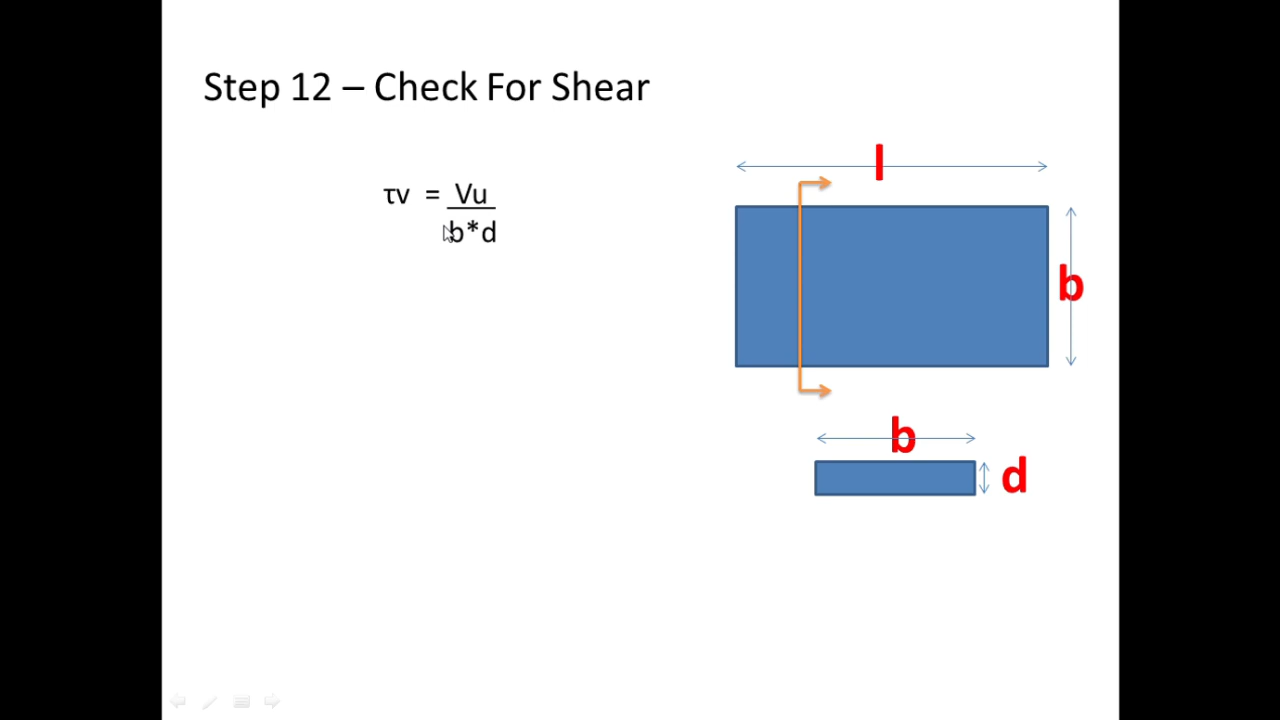 Step 12 – Check For Shear
τv = Vu
b*d
l
b
b
d